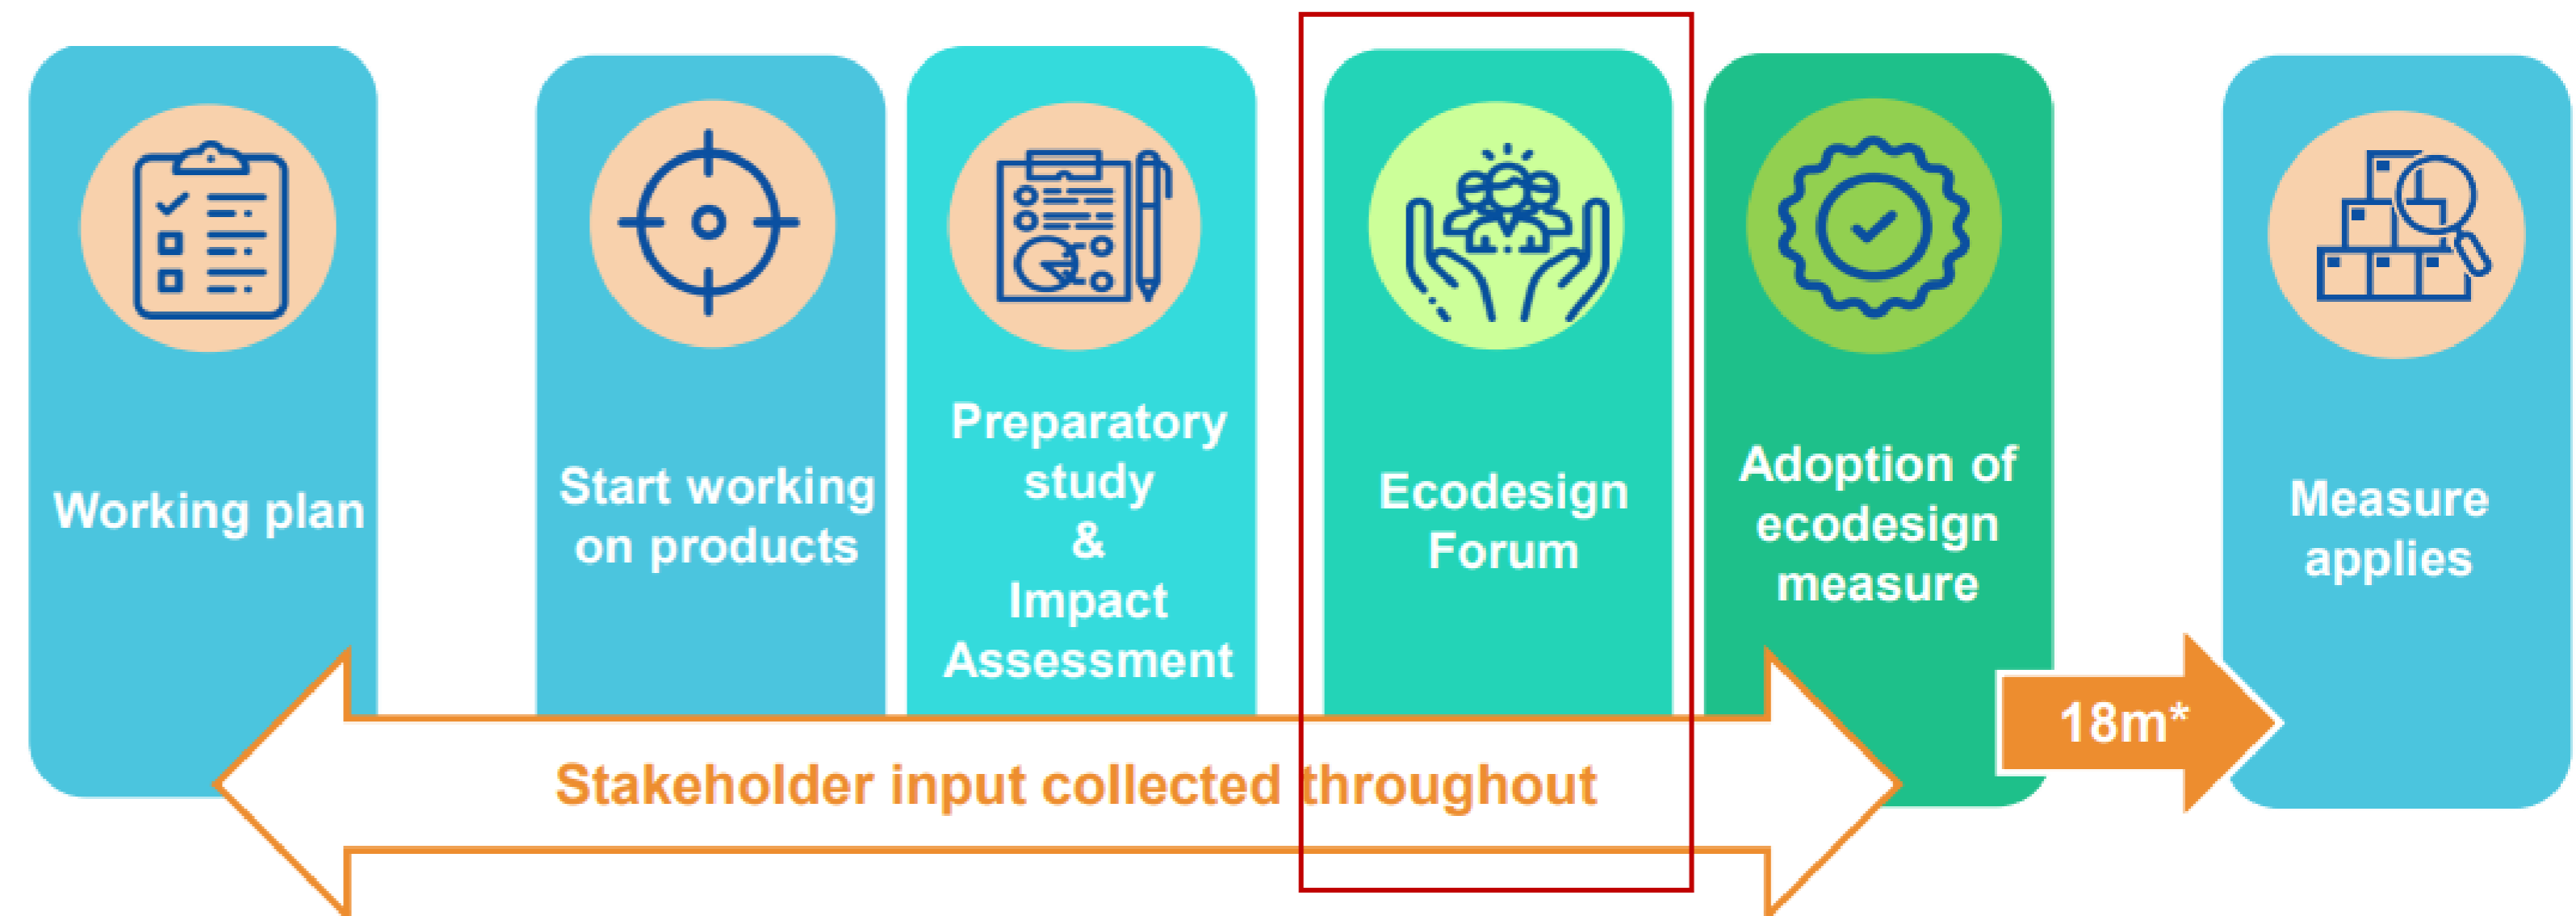 Working plan
Start working
on products
Preparatory
study
&
Impact
Assessment
Ecodesign
Forum
Adoption of
ecodesign
measure
Measure
applies
18m*
Stakeholder input collected throughout